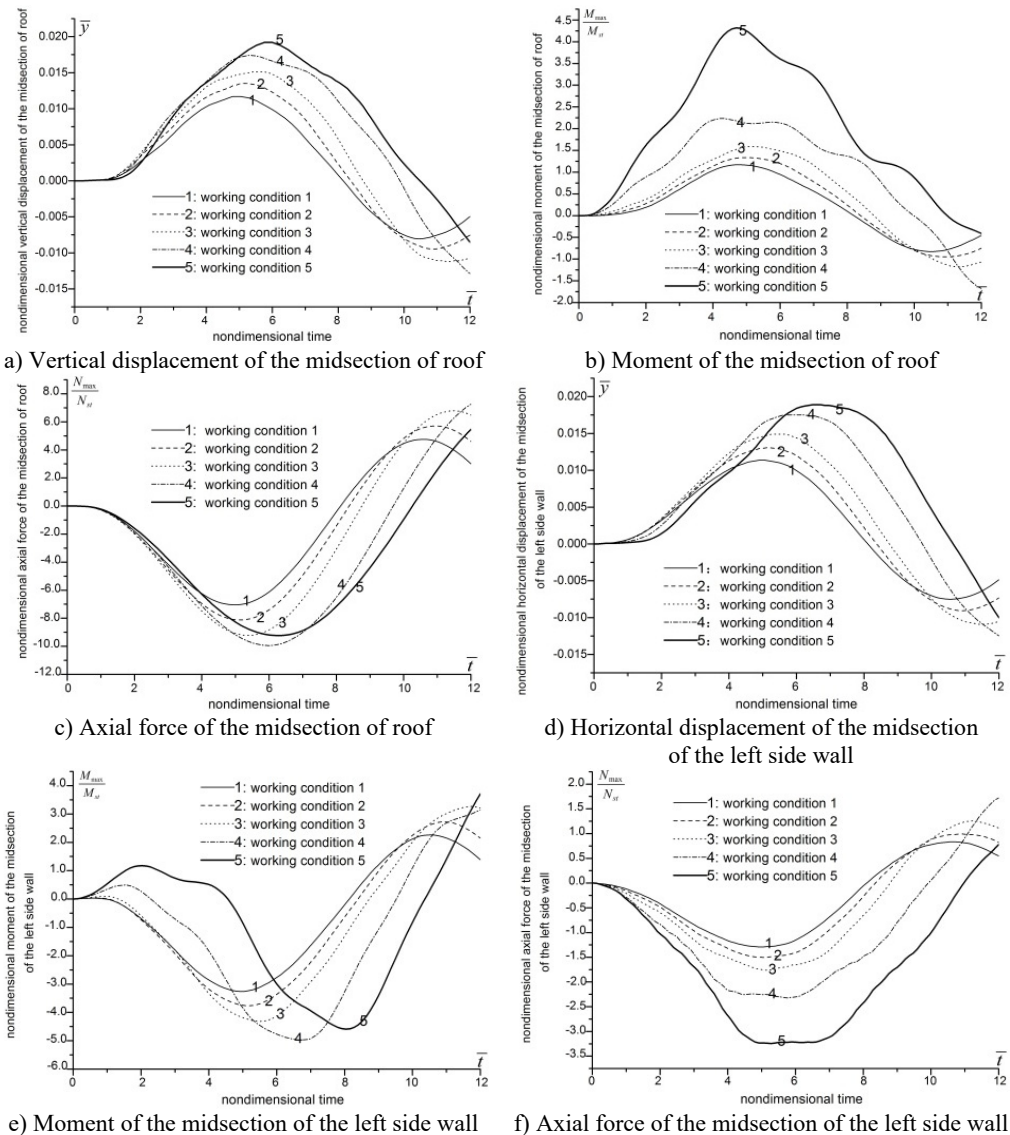 nondimensional vertical displacement of the midsection of roof
0.020
0.015
0.010
0.005
0.000
-0.005
-0.010
-0.015
y
5
4
3
2
1
1: working condition 1
2: working condition 2
3: working condition 3
4: working condition 4
5: working condition 5
t
0 2 4 6 8 10 12
nondimensional time
a) Vertical displacement of the midsection of roof
nondimensional moment of the midsection of roof
4.5
4.0
3.5
3.0
2.5
2.0
1.5
1.0
0.5
0.0
-0.5
-1.0
-1.5
-2.0
Mmax
Mst
5
4
3
2
1
1: working condition 1
2: working condition 2
3: working condition 3
4: working condition 4
5: working condition 5
t
0 2 4 6 8 10 12
nondimensional time
b) Moment of the midsection of roof
nondimensional axial force of the midsection of roof
8.0
6.0
4.0
2.0
0.0
-2.0
-4.0
-6.0
-8.0
-10.0
-12.0
Nmax
Nst
1: working condition 1
2: working condition 2
3: working condition 3
4: working condition 4
5: working condition 5
1
2
3
4
5
t
0 2 4 6 8 10 12
nondimensional time
c) Axial force of the midsection of roof
nondimensional horizontal displacement of the midsection
of the left side wall
0.020
0.015
0.010
0.005
0.000
-0.005
-0.010
-0.015
y
5
4
3
2
1
1: working condition 1
2: working condition 2
3: working condition 3
4: working condition 4
5: working condition 5
t
0 2 4 6 8 10 12
nondimensional time
d) Horizontal displacement of the midsection
of the left side wall
nondimensional moment of the midsection
of the left side wall
4.0
3.0
2.0
1.0
0.0
-1.0
-2.0
-3.0
-4.0
-5.0
-6.0
Mmax
Mst
1: working condition 1
2: working condition 2
3: working condition 3
4: working condition 4
5: working condition 5
1
2
3
4
5
t
0 2 4 6 8 10 12
nondimensional time
e) Moment of the midsection of the left side wall
nondimensional axial force of the midsection
of the left side wall
2.0
1.5
1.0
0.5
0.0
-0.5
-1.0
-1.5
-2.0
-2.5
-3.0
-3.5
Nmax
Nst
1: working condition 1
2: working condition 2
3: working condition 3
4: working condition 4
5: working condition 5
1
2
3
4
5
t
0 2 4 6 8 10 12
nondimensional time
f) Axial force of the midsection of the left side wall